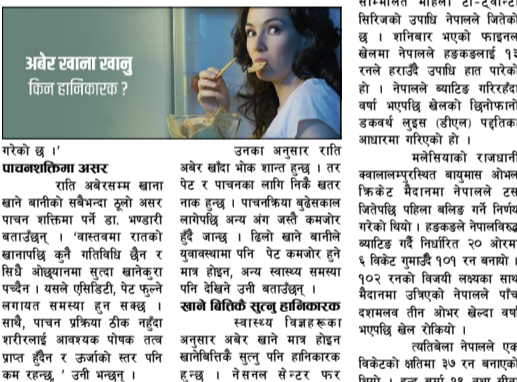 अबेर खाना खानु
किन हानिकारक ?
गरेको छ ।'
पाचनशक्तिमा असर
राति अबेरसम्म खाना
खाने बानीको सबैभन्दा ठूलो असर
पाचन शक्तिमा पर्ने डा. भण्डारी
बताउँछन् । 'वास्तवमा रातको
खानापछि कुनै गतिविधि छैन र
सिधै ओछ्यानमा सुत्दा खानेकुरा
पच्दैन । यसले एसिडिटी, पेट फुल्ने
लगायत समस्या हुन सक्छ ।
साथै, पाचन प्रक्रिया ठीक नहुँदा
शरीरलाई आवश्यक पोषक तत्व
प्राप्त हुँदैन र ऊर्जाको स्तर पनि
कम रहन्छ, ' उनी भन्छन् ।
उनका अनुसार राति
अबेर खाँदा भोक शान्त हुन्छ । तर
पेट र पाचनका लागि निकै खतर
नाक हुन्छ । पाचनक्रिया बुढेसकाल
लागेपछि अन्य अंग जस्तै कमजोर
हुँदै जान्छ । ढिलो खाने बानीले
युवावस्थामा पनि पेट कमजोर हुने
मात्र होइन, अन्य स्वास्थ्य समस्या
पनि देखिने उनी बताउँछन् ।
खाने बित्तिकै सुत्नु हानिकारक
स्वास्थ्य विज्ञहरूका
अनुसार अबेर खाने मात्र होइन
खानेबित्तिकै सुत्नु पनि हानिकारक
हुन्छ । नेसनल सेन्टर फर
सम्मिलित महिला टी-ट्वान्टी
सिरिजको उपाधि नेपालले जितेको
छ । शनिबार भएको फाइनल
खेलमा नेपालले हङकङलाई १३
रनले हराउँदै उपाधि हात पारेको
हो । नेपालले ब्याटिङ गरिरहँदा
वर्षा भएपछि खेलको छिनोफानो
डकवर्थ लुइस (डीएल) पद्दतिका
आधारमा गरिएको हो ।
मलेसियाको राजधानी
क्वालालम्पुरस्थित बायुमास ओभल
क्रिकेट मैदानमा नेपालले टस
जितेपछि पहिला बलिङ गर्ने निर्णय
गरेको थियो । हङकङले नेपालविरुद्ध
ब्याटिङ गर्दै निर्धारित २० ओरम
६ विकेट गुमाउँदै १०१ रन बनायो ।
१०२ रनको विजयी लक्ष्यका साथ
मैदानमा उत्रिएको नेपालले पाँच
दशमलव तीन ओभर खेल्दा वर्षा
भएपछि खेल रोकियो ।
त्यतिबेला नेपालले एक
विकेटको क्षतिमा ३७ रन बनाएको